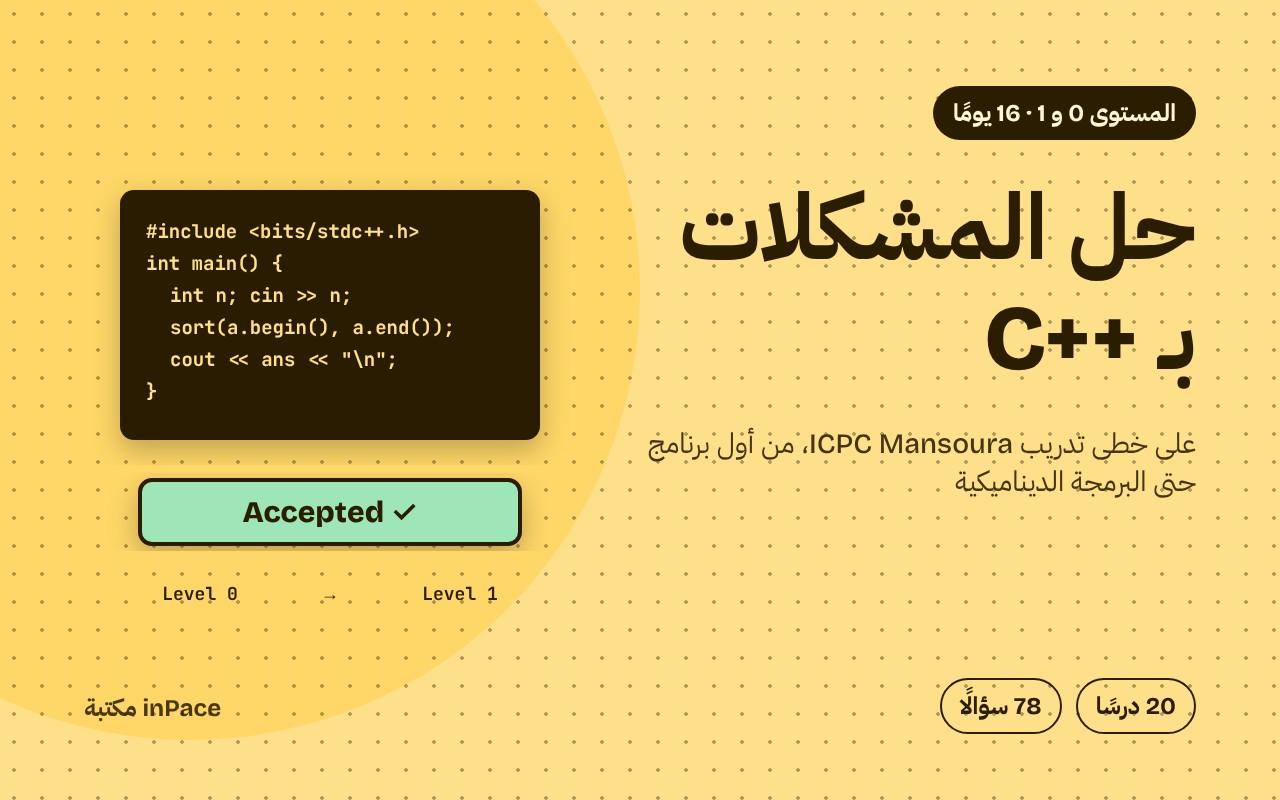 المستوى 0 و 1 · 16 يومًا
حل المشكلات
بـ C++
على خطى تدريب ICPC Mansoura، من أول برنامج
حتى البرمجة الديناميكية
#include <bits/stdc++.h>
int main() {
  int n; cin >> n;
  sort(a.begin(), a.end());
  cout << ans << "\n";
}
Accepted ✓
Level 0 → Level 1
20 درسًا
78 سؤالًا
مكتبة inPace